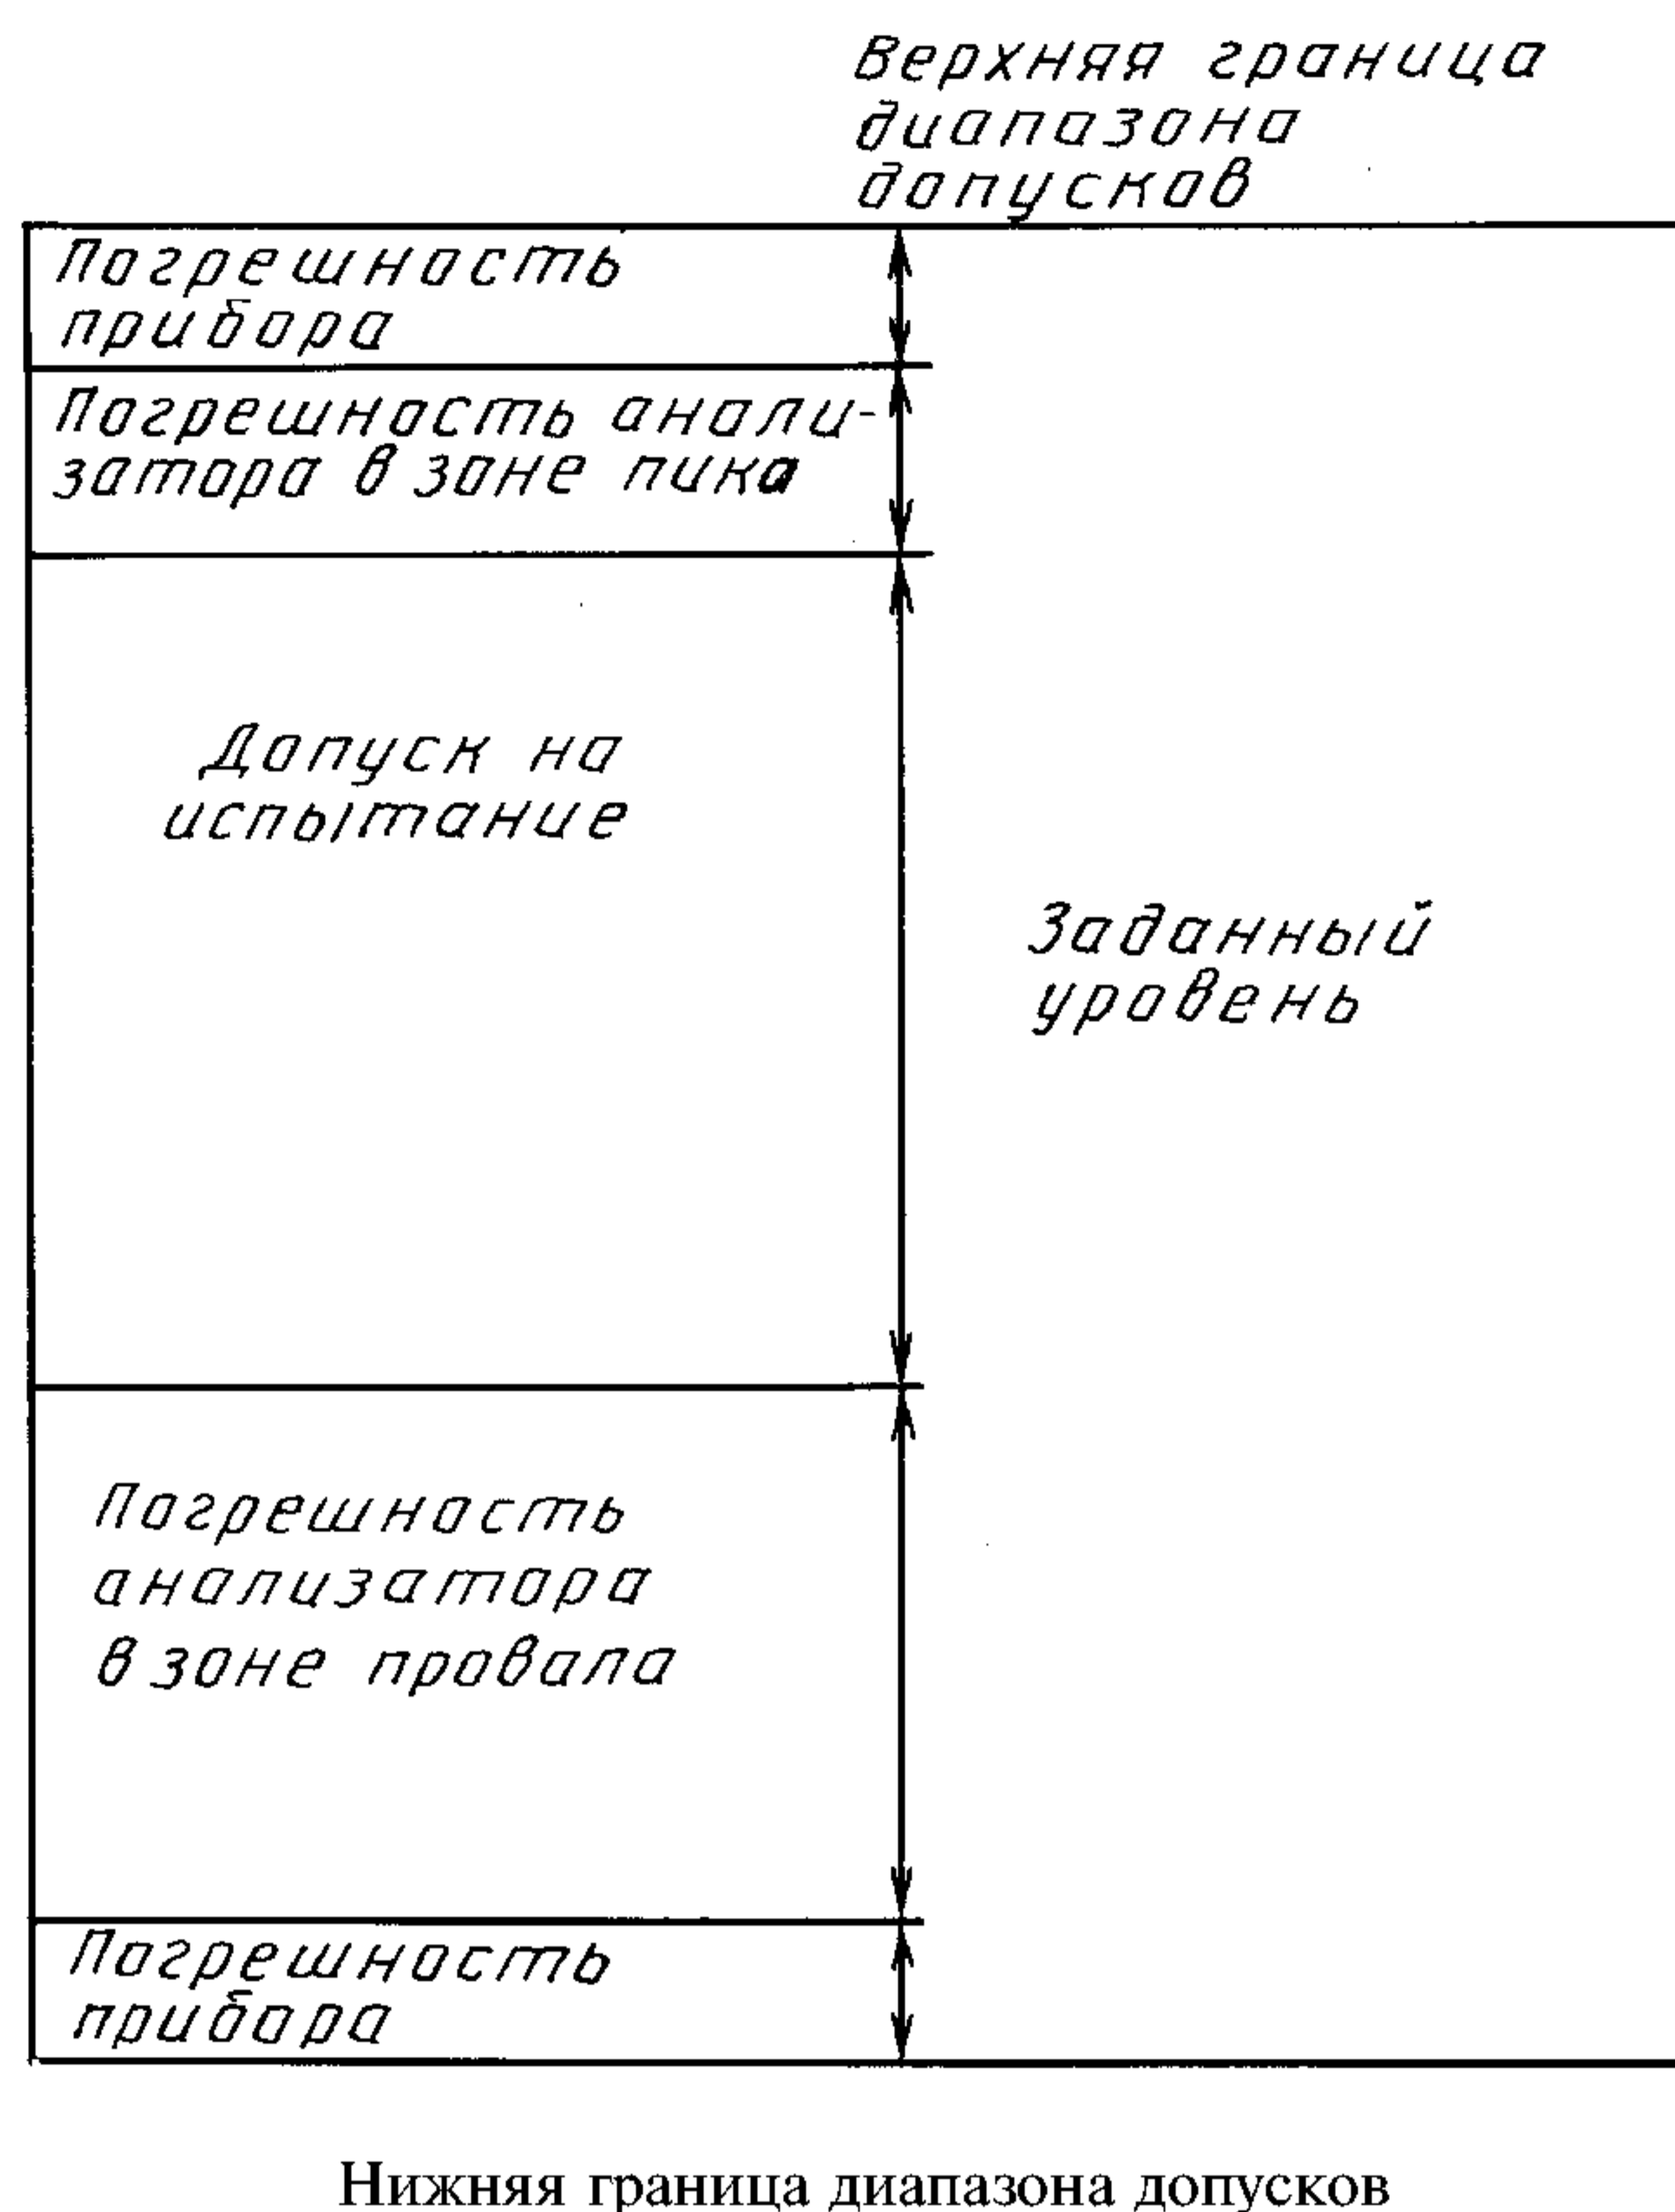 Верхняя граница
диапазона
допусков
Погрешность
прибора
Погрешность анали-
затора в зоне пика
Допуск на
испытание
Заданный
уровень
Погрешность
анализатора
в зоне провала
Погрешность
прибора
Нижняя граница диапазона допусков